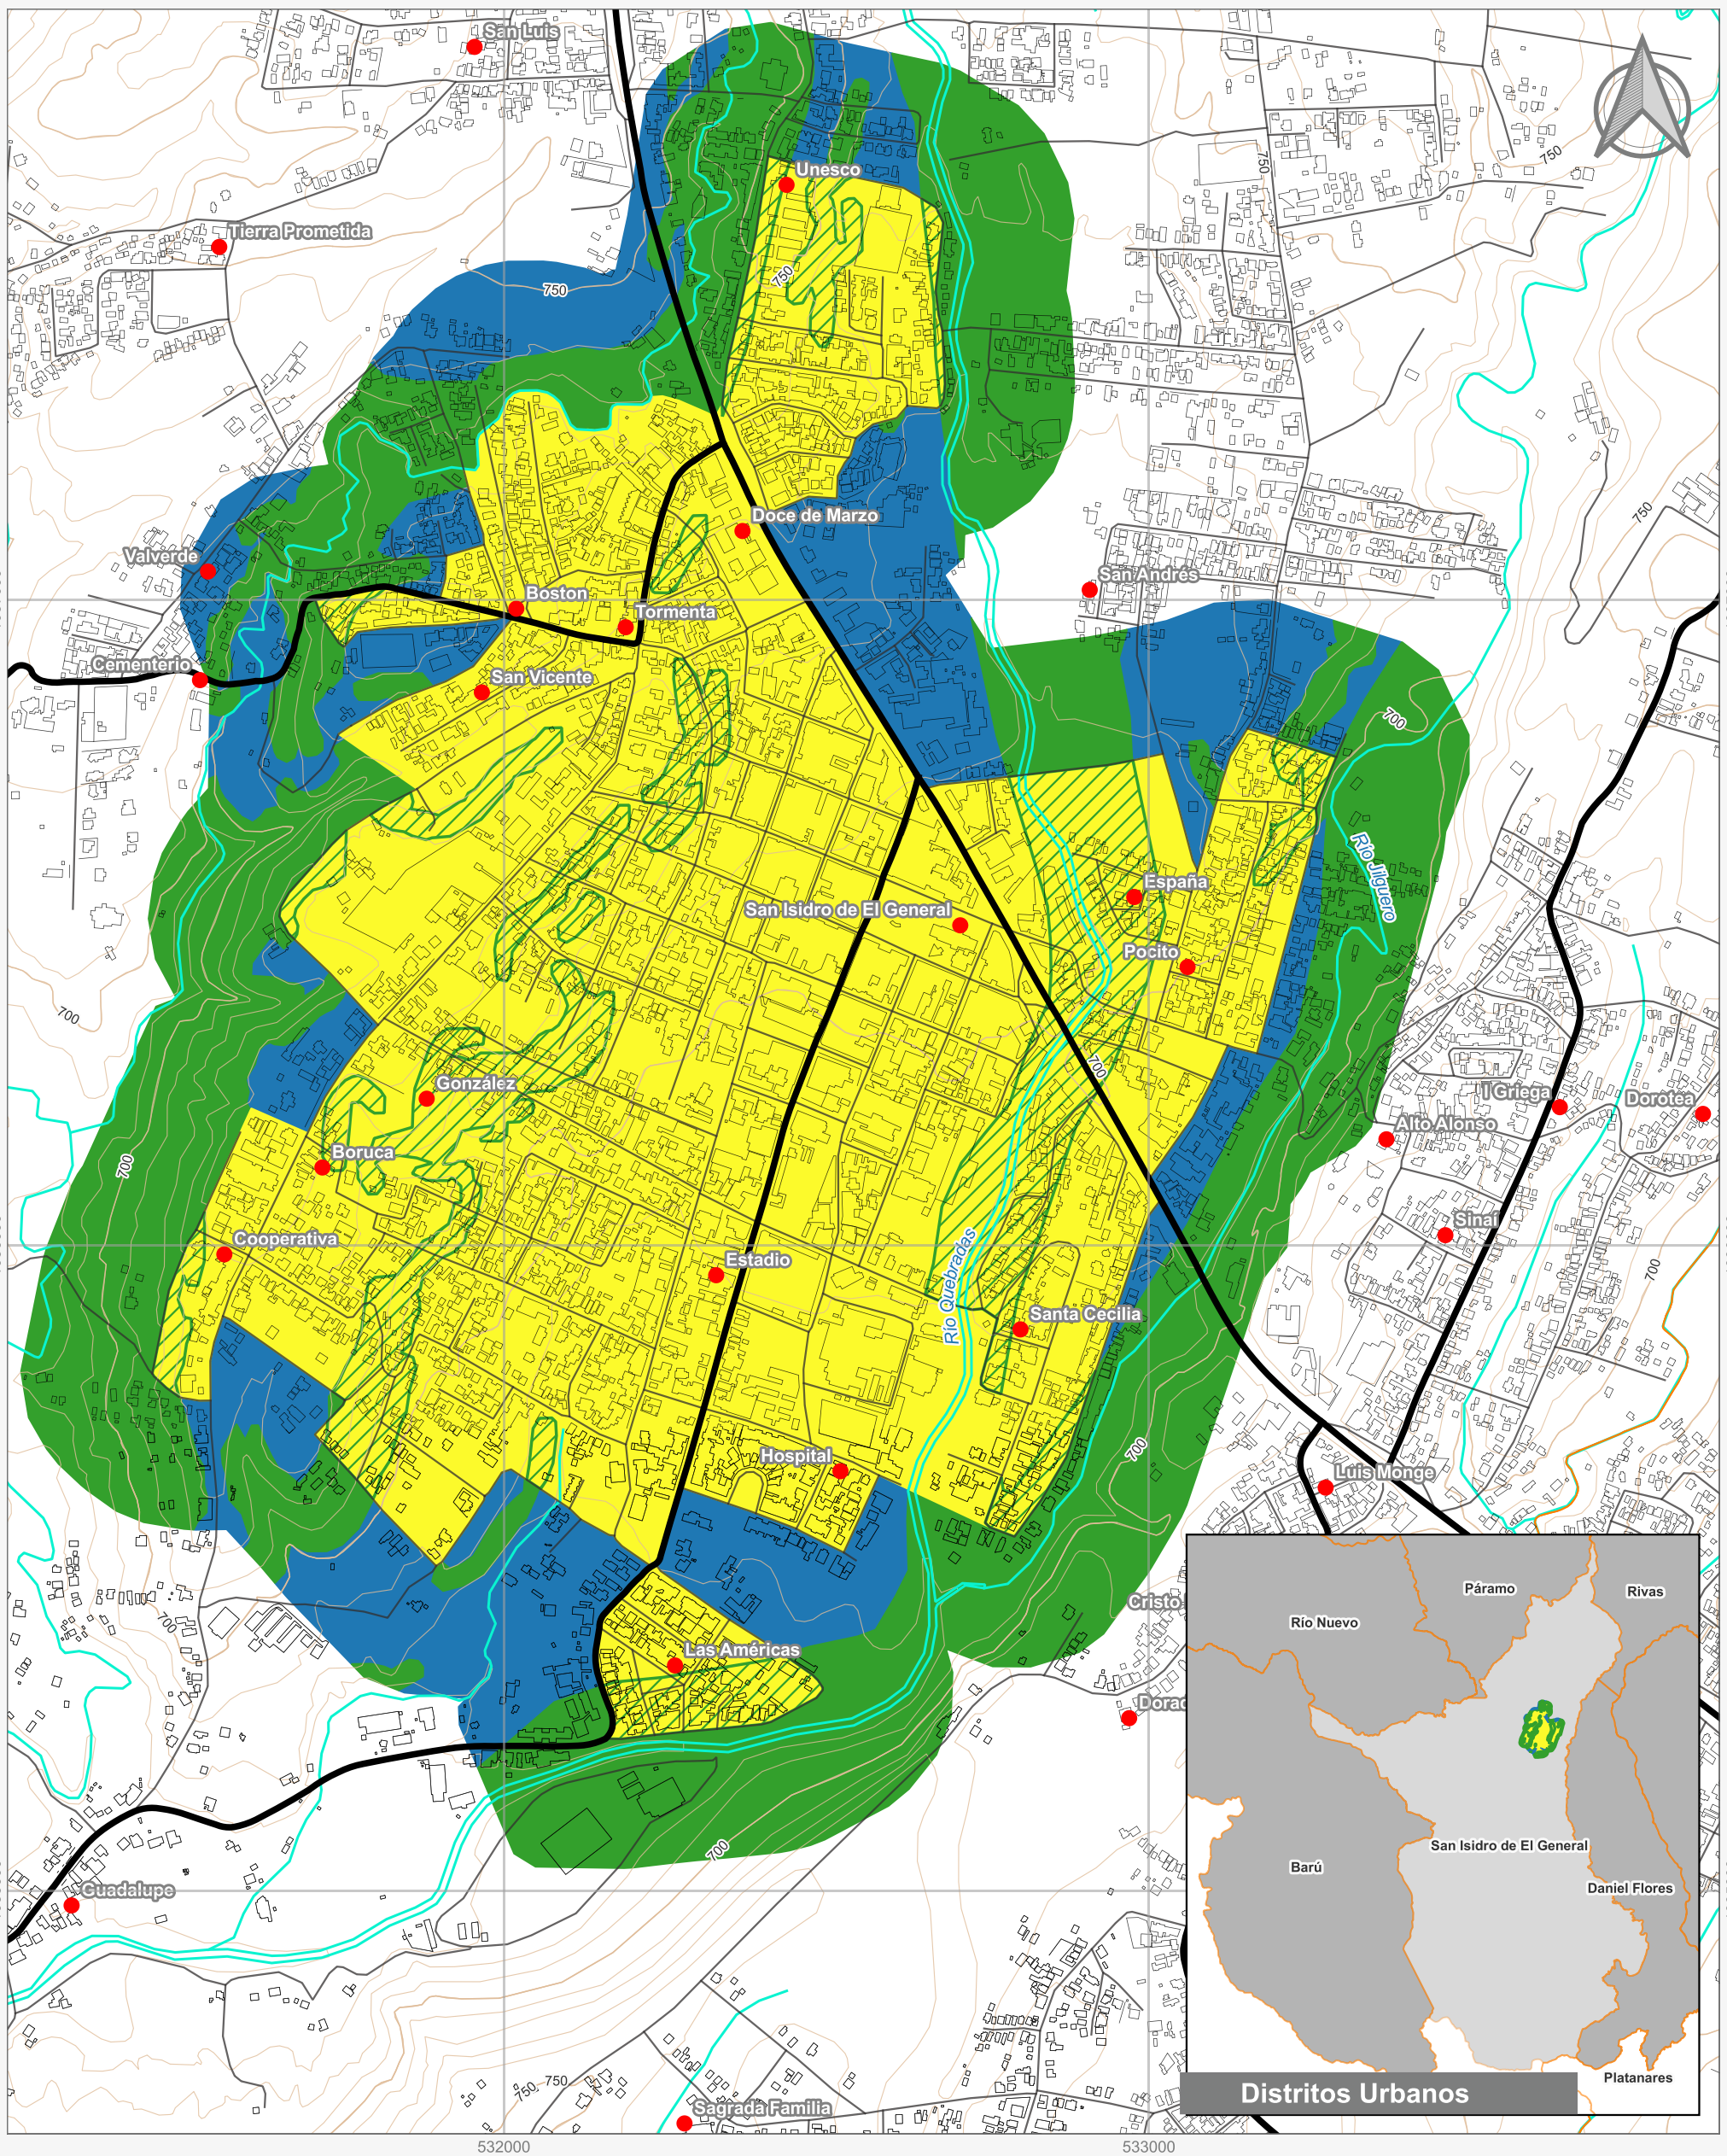 San Luis
Unesco
750
750
Tierra Prometida
750
750
750
750
Doce de Marzo
Valverde
San Andrés
Boston
Tormenta
Cementerio
San Vicente
700
Río Jilguero
España
San Isidro de El General
Pocito
700
700
González
I Griega
Dorotea
Alto Alonso
Boruca
700
Sinaí
Cooperativa
Estadio
700
Río Quebradas
Santa Cecilia
700
Hospital
Luis Monge
Páramo
Rivas
Río Nuevo
Cristo
700
Las Américas
Dorad
700
San Isidro de El General
Barú
Daniel Flores
Guadalupe
Platanares
750
750
Distritos Urbanos
Sagrada Familia
532000
533000